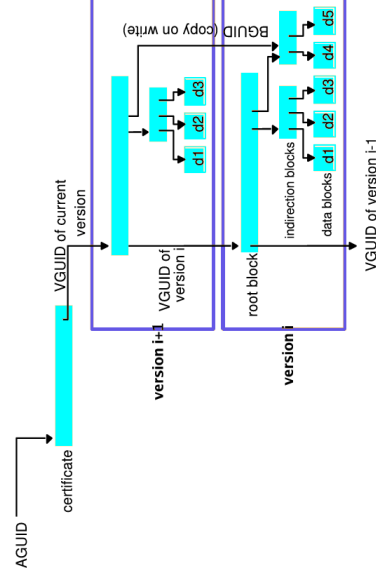 AGUID
certificate
VGUID of current
version
version i+1
BGUID (copy on write)
d1
d2
d3
VGUID of
version i
version i
root block
indirection blocks
data blocks
d1
d2
d3
d4
d5
VGUID of version i-1